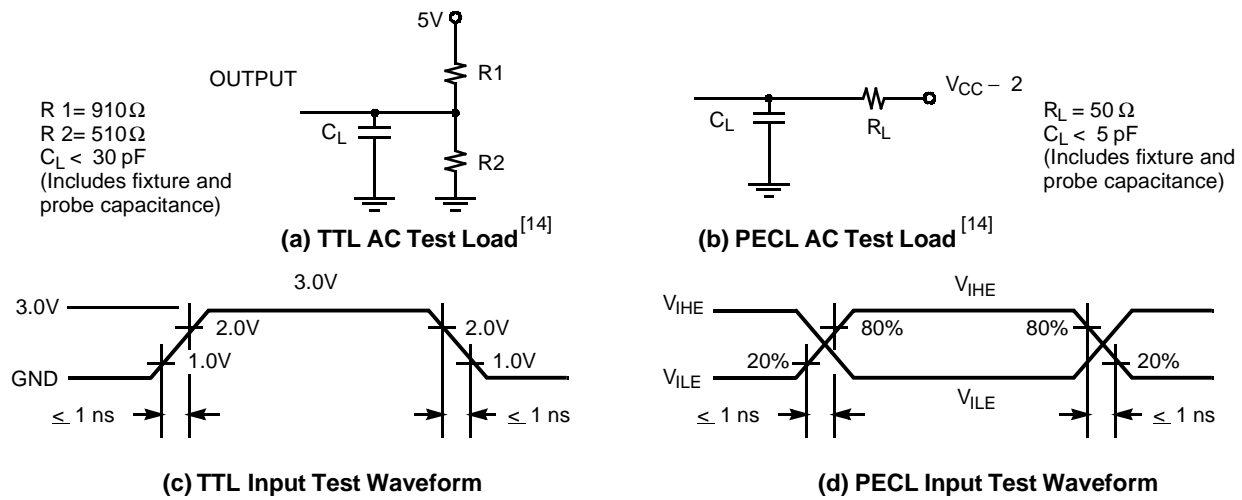 5V
OUTPUT
R1
R 1= 910Ω
R 2= 510Ω
C_L < 30 pF
(Includes fixture and
probe capacitance)
C_L
R2
(a) TTL AC Test Load [14]
V_CC – 2
C_L
R_L
R_L = 50 Ω
C_L < 5 pF
(Includes fixture and
probe capacitance)
(b) PECL AC Test Load [14]
3.0V
3.0V
2.0V
2.0V
1.0V
1.0V
GND
≤ 1 ns
≤ 1 ns
(c) TTL Input Test Waveform
V_IHE
V_IHE
80%
80%
20%
20%
V_ILE
V_ILE
≤ 1 ns
≤ 1 ns
(d) PECL Input Test Waveform